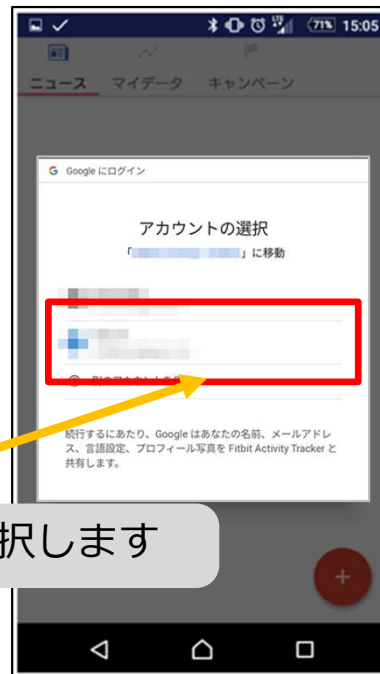 71% 15:05
ニュース マイデータ キャンペーン
G Google にログイン
アカウントの選択
「 」に移動
続行するにあたり、Google はあなたの名前、メールアドレ
ス、言語設定、プロフィール写真を Fitbit Activity Tracker と
共有します。
択します